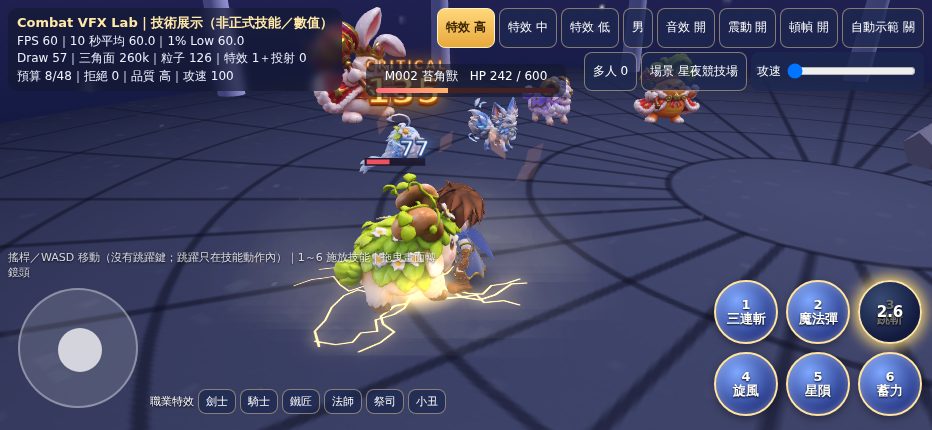 Combat VFX Lab｜技術展示（非正式技能／數值）
FPS 60｜10 秒平均 60.0｜1% Low 60.0
Draw 57｜三角面 260k｜粒子 126｜特效 1＋投射 0
預算 8/48｜拒絕 0｜品質 高｜攻速 100
特效 高
特效 中
特效 低
男
音效 開
震動 開
頓幀 開
自動示範 關
多人 0
場景 星夜競技場
攻速
CRITICAL
135
M002 苔角獸 HP 242 / 600
77
搖桿／WASD 移動（沒有跳躍鍵；跳躍只在技能動作內）｜1~6 施放技能｜拖曳畫面轉
鏡頭
1
三連斬
2
魔法彈
2.6
4
旋風
5
星隕
6
蓄力
職業特效
劍士
騎士
鐵匠
法師
祭司
小丑